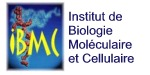 iBMC
Institut de
Biologie
Moléculaire
et Cellulaire